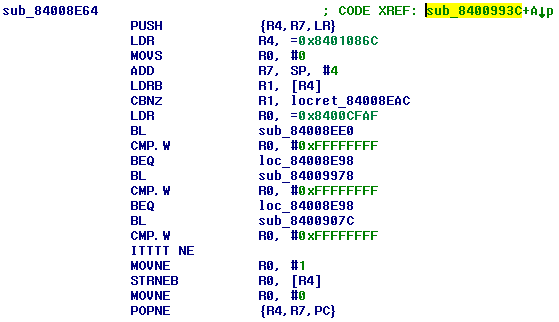 sub_84008E64 ; CODE XREF: sub_8400993C+A↓p
PUSH {R4,R7,LR}
LDR R4, =0x8401086C
MOVS R0, #0
ADD R7, SP, #4
LDRB R1, [R4]
CBNZ R1, locret_84008EAC
LDR R0, =0x8400CFAF
BL sub_84008EE0
CMP.W R0, #0xFFFFFFFF
BEQ loc_84008E98
BL sub_84009978
CMP.W R0, #0xFFFFFFFF
BEQ loc_84008E98
BL sub_8400907C
CMP.W R0, #0xFFFFFFFF
ITTTT NE
MOVNE R0, #1
STRNEB R0, [R4]
MOVNE R0, #0
POPNE {R4,R7,PC}